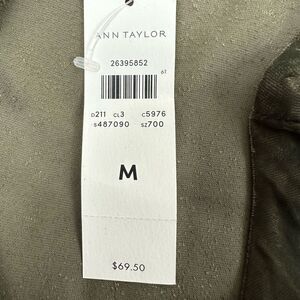 ANN TAYLOR
26395852
61
D211 CL3 C5976
S487090 SZ700
M
$69.50